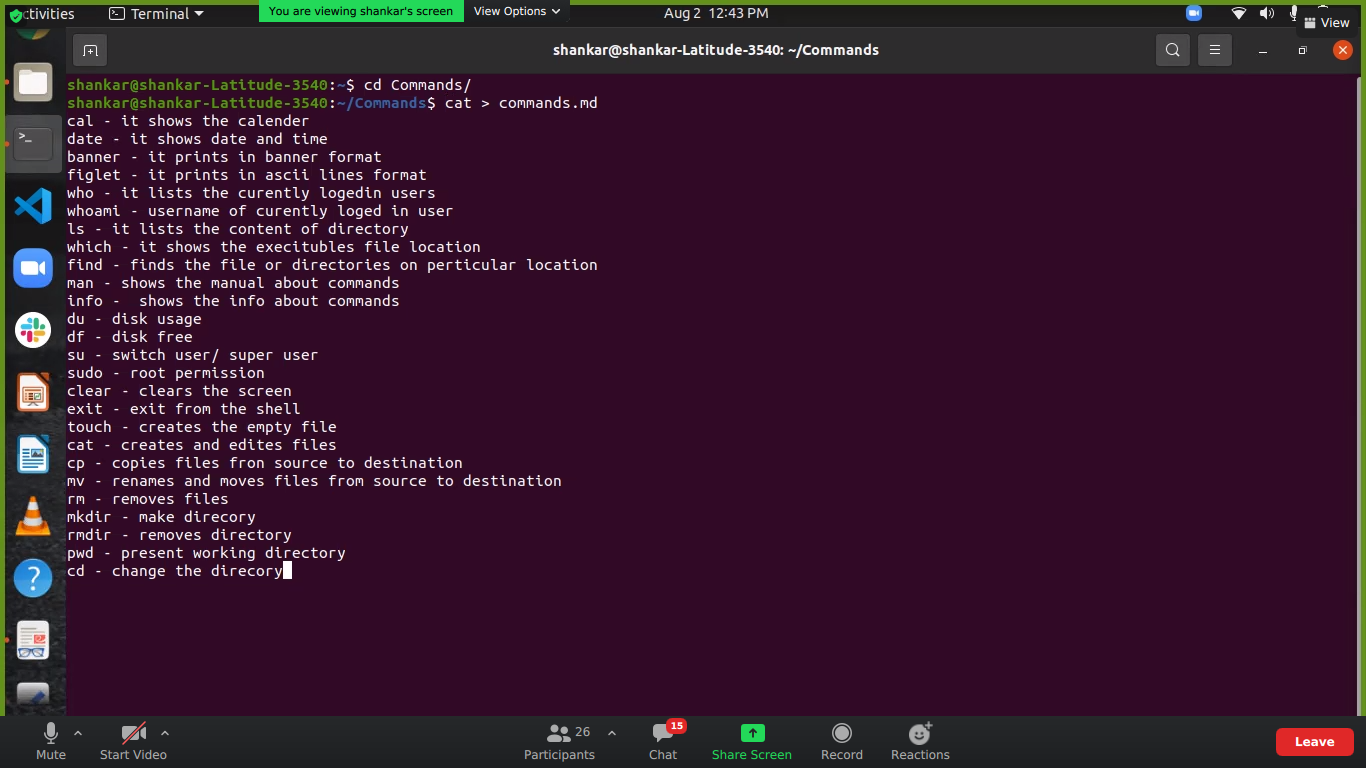 ctivities
Terminal
You are viewing shankar's screen
View Options
Aug 2 12:43 PM
View
shankar@shankar-Latitude-3540: ~/Commands
shankar@shankar-Latitude-3540:~$ cd Commands/
shankar@shankar-Latitude-3540:~/Commands$ cat > commands.md
cal - it shows the calender
date - it shows date and time
banner - it prints in banner format
figlet - it prints in ascii lines format
who - it lists the curently logedin users
whoami - username of curently loged in user
ls - it lists the content of directory
which - it shows the execitubles file location
find - finds the file or directories on perticular location
man - shows the manual about commands
info -  shows the info about commands
du - disk usage
df - disk free
su - switch user/ super user
sudo - root permission
clear - clears the screen
exit - exit from the shell
touch - creates the empty file
cat - creates and edites files
cp - copies files fron source to destination
mv - renames and moves files from source to destination
rm - removes files
mkdir - make direcory
rmdir - removes directory
pwd - present working directory
cd - change the direcory
Mute
Start Video
26
Participants
15
Chat
Share Screen
Record
Reactions
Leave